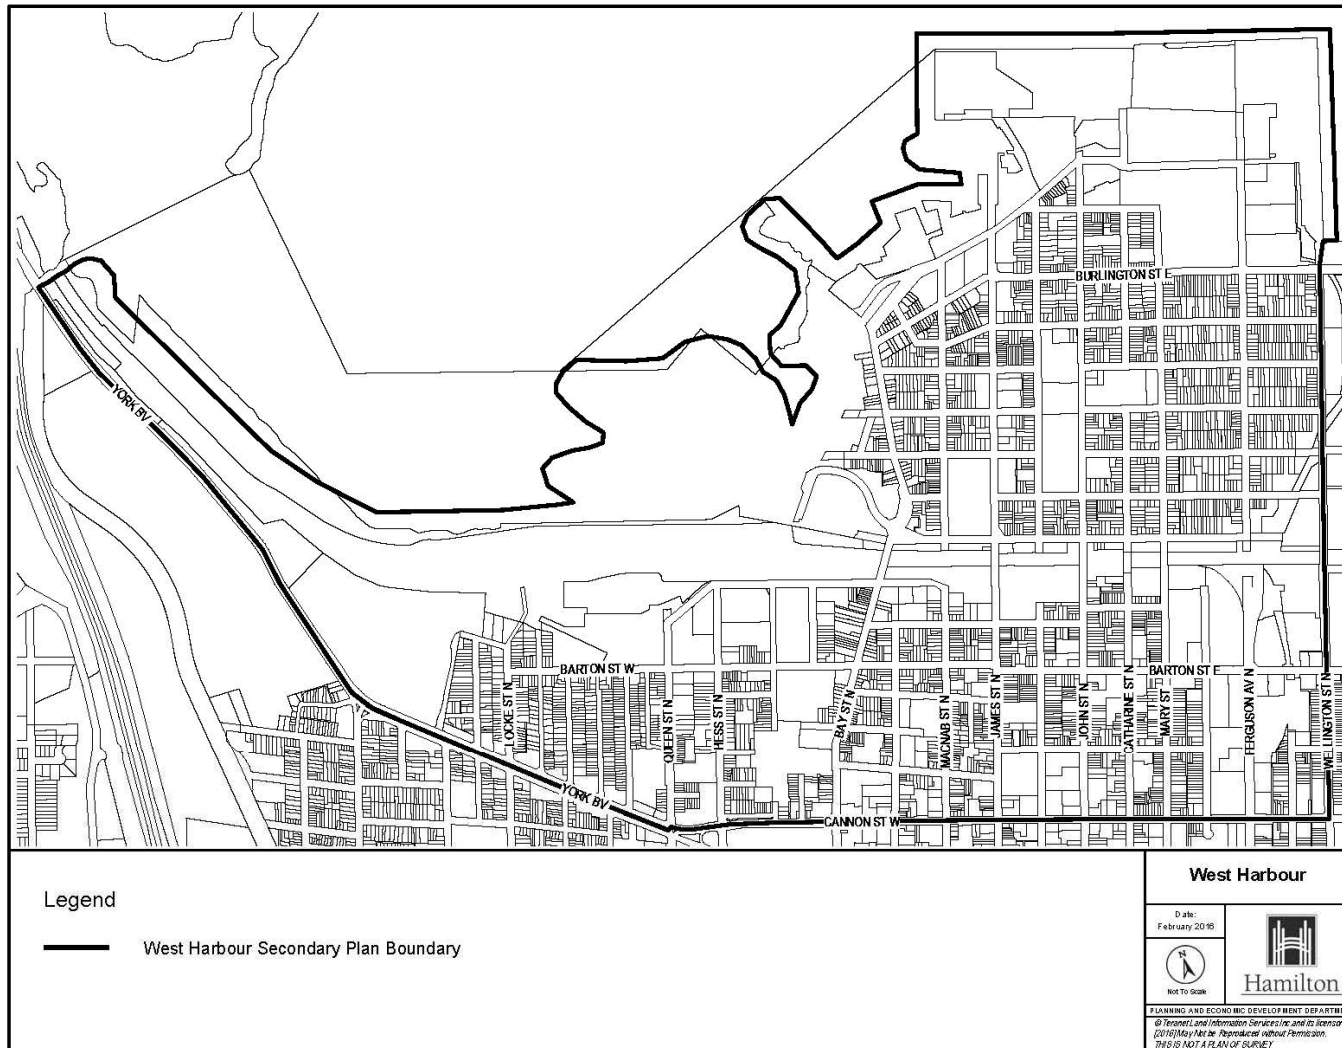 BURLINGTON ST E
YORK BV
BARTON ST W
BARTON ST E
LOCKE ST N
QUEEN ST N
HESS ST N
BAY ST N
MACNAB ST N
JAMES ST N
JOHN ST N
CATHARINE ST N
MARY ST N
FERGUSON AV N
WELLINGTON ST N
YORK BV
CANNON ST W
Legend
West Harbour Secondary Plan Boundary
West Harbour
Date:
February 2016
N
Not To Scale
Hamilton
PLANNING AND ECONOMIC DEVELOPMENT DEPARTME
© Teranet Land Information Services Inc. and its licensor
[2016] May Not be Reproduced without Permission.
THIS IS NOT A PLAN OF SURVEY